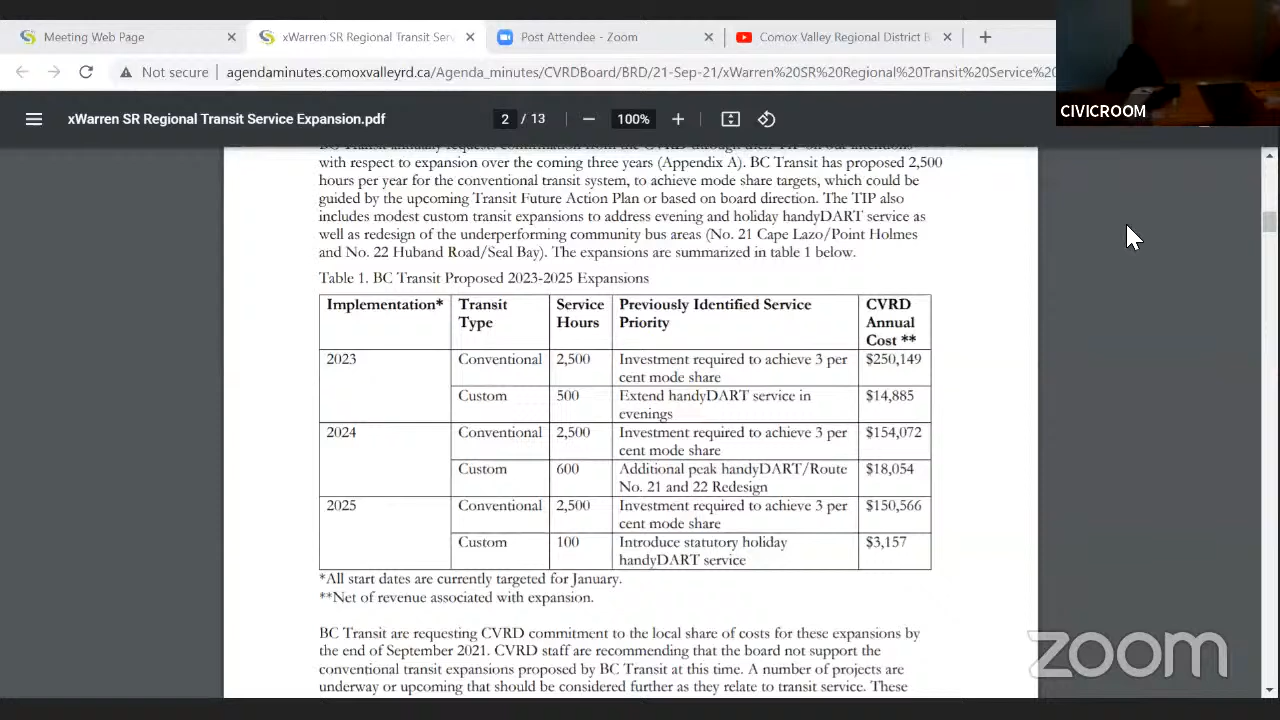 Meeting Web Page
xWarren SR Regional Transit Serv
Post Attendee - Zoom
Comox Valley Regional District B
Not secure
agendaminutes.comoxvalleyrd.ca/Agenda_minutes/CVRDBoard/BRD/21-Sep-21/xWarren%20SR%20Regional%20Transit%20Service%20
CIVICROOM
xWarren SR Regional Transit Service Expansion.pdf
2 / 13
100%
with respect to expansion over the coming three years (Appendix A). BC Transit has proposed 2,500
hours per year for the conventional transit system, to achieve mode share targets, which could be
guided by the upcoming Transit Future Action Plan or based on board direction. The TIP also
includes modest custom transit expansions to address evening and holiday handyDART service as
well as redesign of the underperforming community bus areas (No. 21 Cape Lazo/Point Holmes
and No. 22 Huband Road/Seal Bay). The expansions are summarized in table 1 below.
Table 1. BC Transit Proposed 2023-2025 Expansions
Implementation* Transit Type Service Hours Previously Identified Service Priority CVRD Annual Cost **
2023 Conventional 2,500 Investment required to achieve 3 per cent mode share $250,149
Custom 500 Extend handyDART service in evenings $14,885
2024 Conventional 2,500 Investment required to achieve 3 per cent mode share $154,072
Custom 600 Additional peak handyDART/Route No. 21 and 22 Redesign $18,054
2025 Conventional 2,500 Investment required to achieve 3 per cent mode share $150,566
Custom 100 Introduce statutory holiday handyDART service $3,157
*All start dates are currently targeted for January.
**Net of revenue associated with expansion.
BC Transit are requesting CVRD commitment to the local share of costs for these expansions by
the end of September 2021. CVRD staff are recommending that the board not support the
conventional transit expansions proposed by BC Transit at this time. A number of projects are
underway or upcoming that should be considered further as they relate to transit service. These
zoom